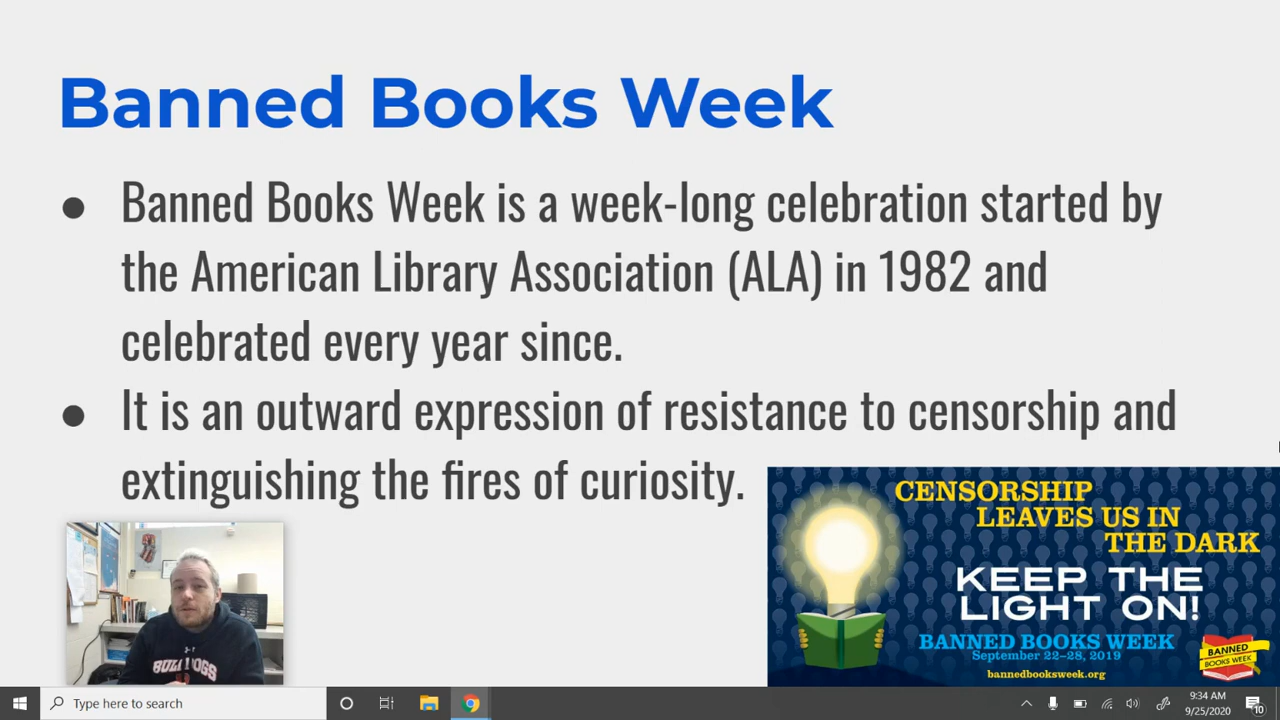 Banned Books Week
● Banned Books Week is a week-long celebration started by
the American Library Association (ALA) in 1982 and
celebrated every year since.
● It is an outward expression of resistance to censorship and
extinguishing the fires of curiosity.
CENSORSHIP
LEAVES US IN
THE DARK
KEEP THE
LIGHT ON!
BANNED BOOKS WEEK
September 22–28, 2019
bannedbooksweek.org
BANNED
BOOKS WEEK
BULLDOGS
Type here to search
9:34 AM
9/25/2020
10